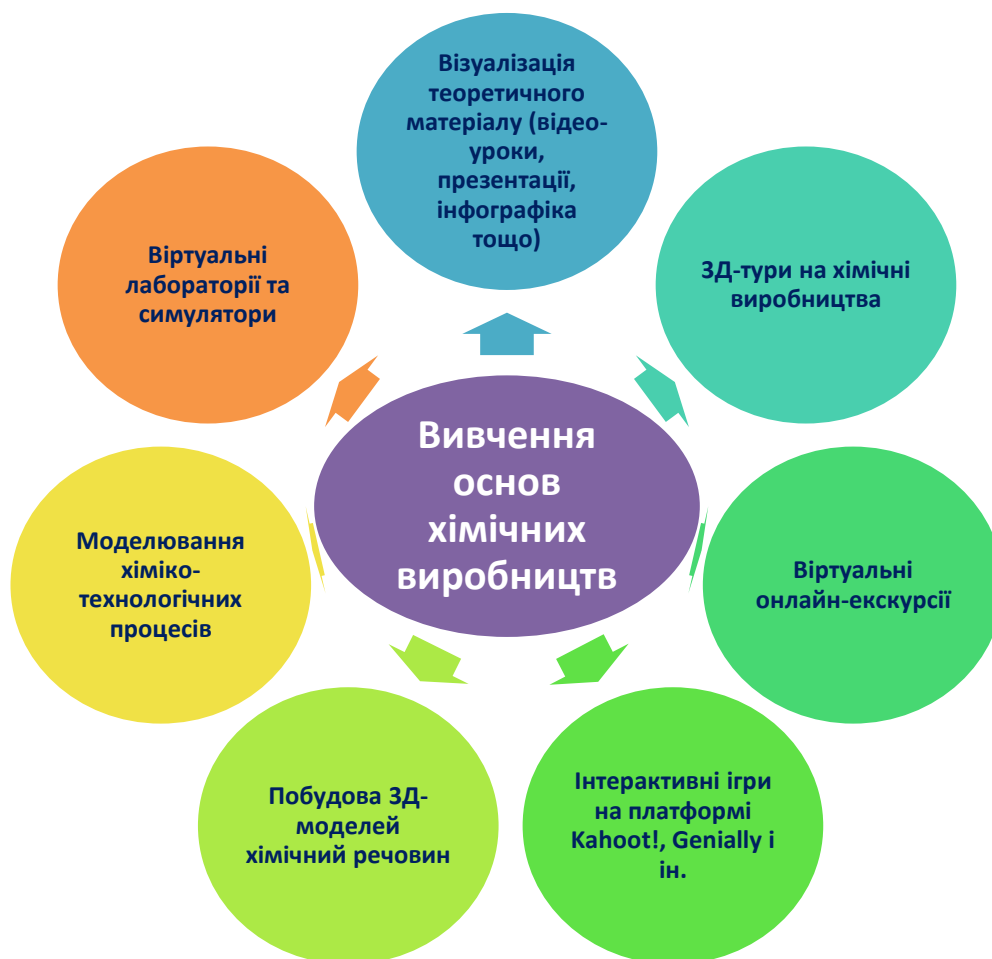 Візуалізація
теоретичного
матеріалу (відео-
уроки,
презентації,
інфографіка
тощо)
3Д-тури на хімічні
виробництва
Віртуальні
онлайн-екскурсії
Інтерактивні ігри
на платформі
Kahoot!, Genially і
ін.
Побудова 3Д-
моделей
хімічний речовин
Моделювання
хіміко-
технологічних
процесів
Віртуальні
лабораторії та
симулятори
Вивчення
основ
хімічних
виробництв